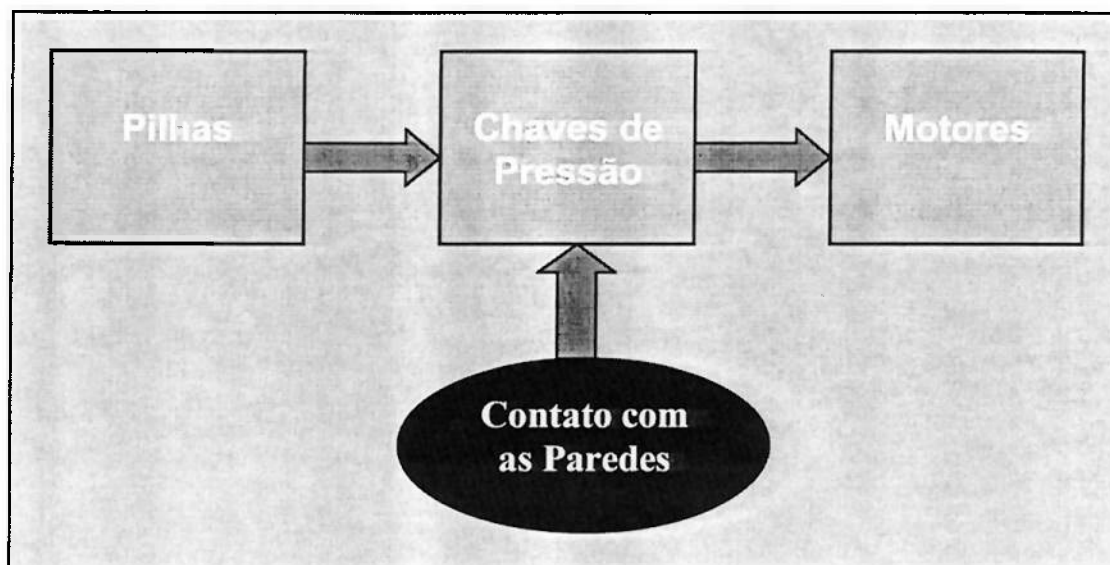 Pilhas
Chaves de
Pressão
Motores
Contato com
as Paredes